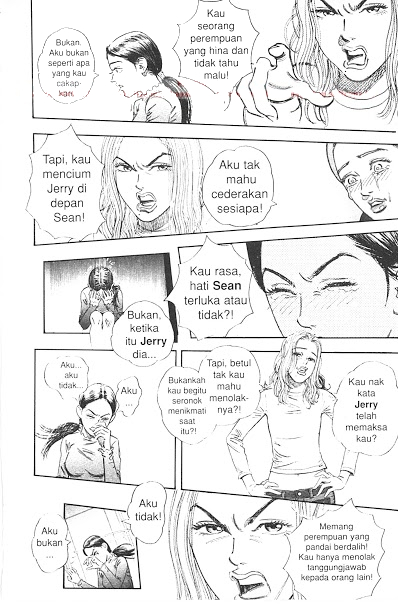 Kau
seorang
perempuan
yang hina dan
tidak tahu
malu!
Bukan.
Aku bukan
seperti apa
yang kau
cakap-
kan.
Aku tak
mahu
cederakan
sesiapa!
Tapi, kau
mencium
Jerry di
depan
Sean!
Kau rasa,
hati Sean
terluka atau
tidak?!
Bukan,
ketika
itu Jerry
dia...
Kau nak
kata
Jerry
telah
memaksa
kau?
Tapi, betul
tak kau
mahu
menolak-
nya?!
Bukankah
kau begitu
seronok
menikmati
saat
itu?!
Aku
...
Aku...
aku
tidak...
Memang
perempuan yang
pandai berdalih!
Kau hanya menolak
tanggungjawab
kepada orang lain!
Aku
tidak!
Aku
bukan
...